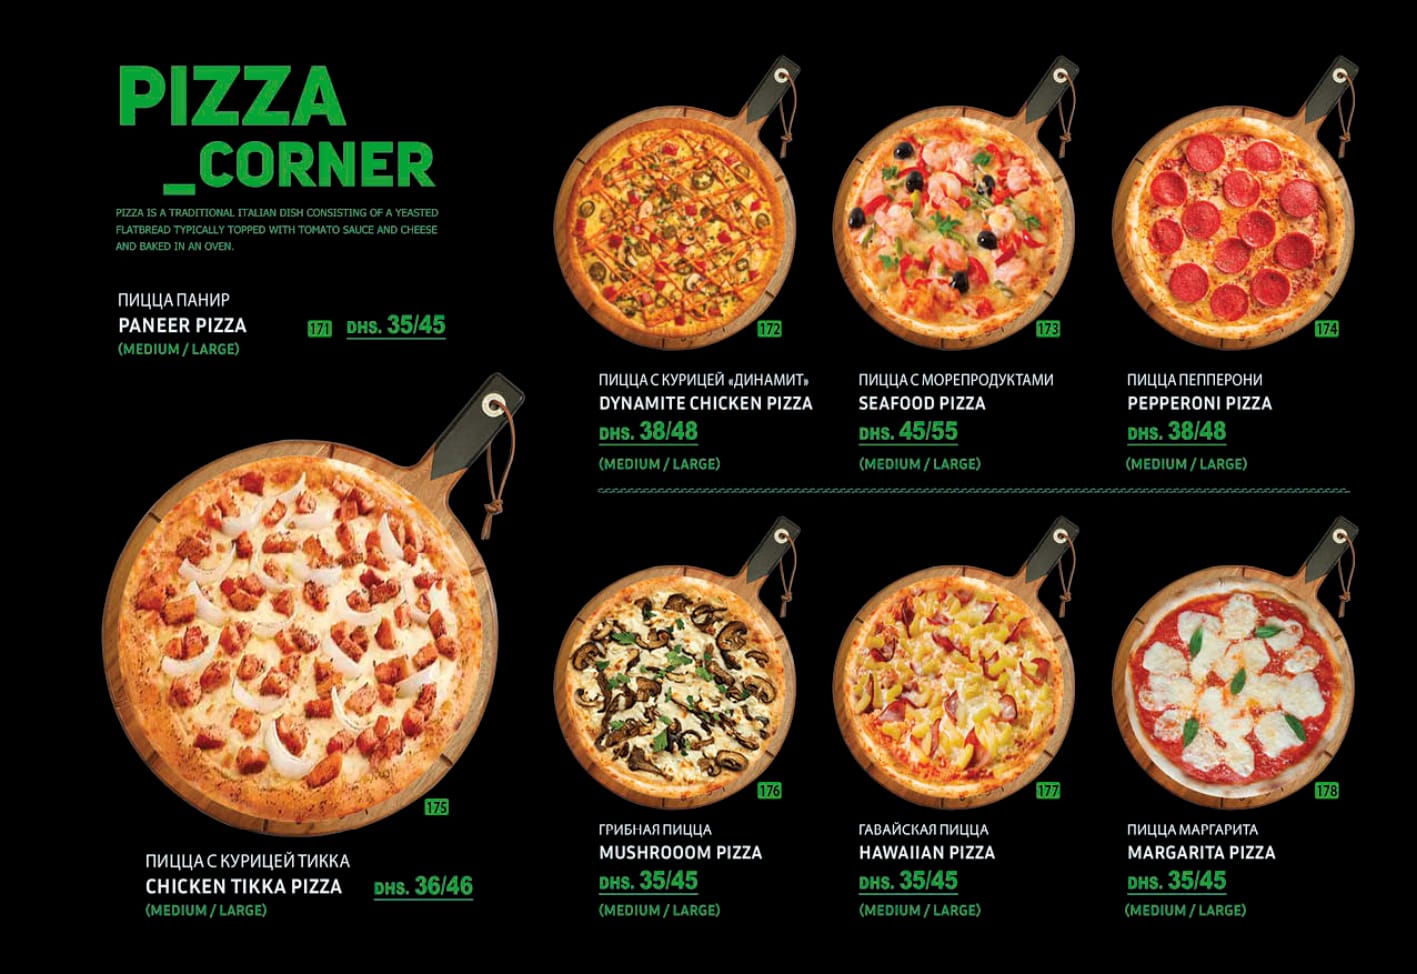 PIZZA
_CORNER
PIZZA IS A TRADITIONAL ITALIAN DISH CONSISTING OF A YEASTED
FLATBREAD TYPICALLY TOPPED WITH TOMATO SAUCE AND CHEESE
AND BAKED IN AN OVEN.
ПИЦЦА ПАНИР
PANEER PIZZA 171 DHS. 35/45
(MEDIUM / LARGE)
172
ПИЦЦА С КУРИЦЕЙ «ДИНАМИТ»
DYNAMITE CHICKEN PIZZA
DHS. 38/48
(MEDIUM / LARGE)
173
ПИЦЦА С МОРЕПРОДУКТАМИ
SEAFOOD PIZZA
DHS. 45/55
(MEDIUM / LARGE)
174
ПИЦЦА ПЕППЕРОНИ
PEPPERONI PIZZA
DHS. 38/48
(MEDIUM / LARGE)
175
ПИЦЦА С КУРИЦЕЙ ТИККА
CHICKEN TIKKA PIZZA DHS. 36/46
(MEDIUM / LARGE)
176
ГРИБНАЯ ПИЦЦА
MUSHROOOM PIZZA
DHS. 35/45
(MEDIUM / LARGE)
177
ГАВАЙСКАЯ ПИЦЦА
HAWAIIAN PIZZA
DHS. 35/45
(MEDIUM / LARGE)
178
ПИЦЦА МАРГАРИТА
MARGARITA PIZZA
DHS. 35/45
(MEDIUM / LARGE)